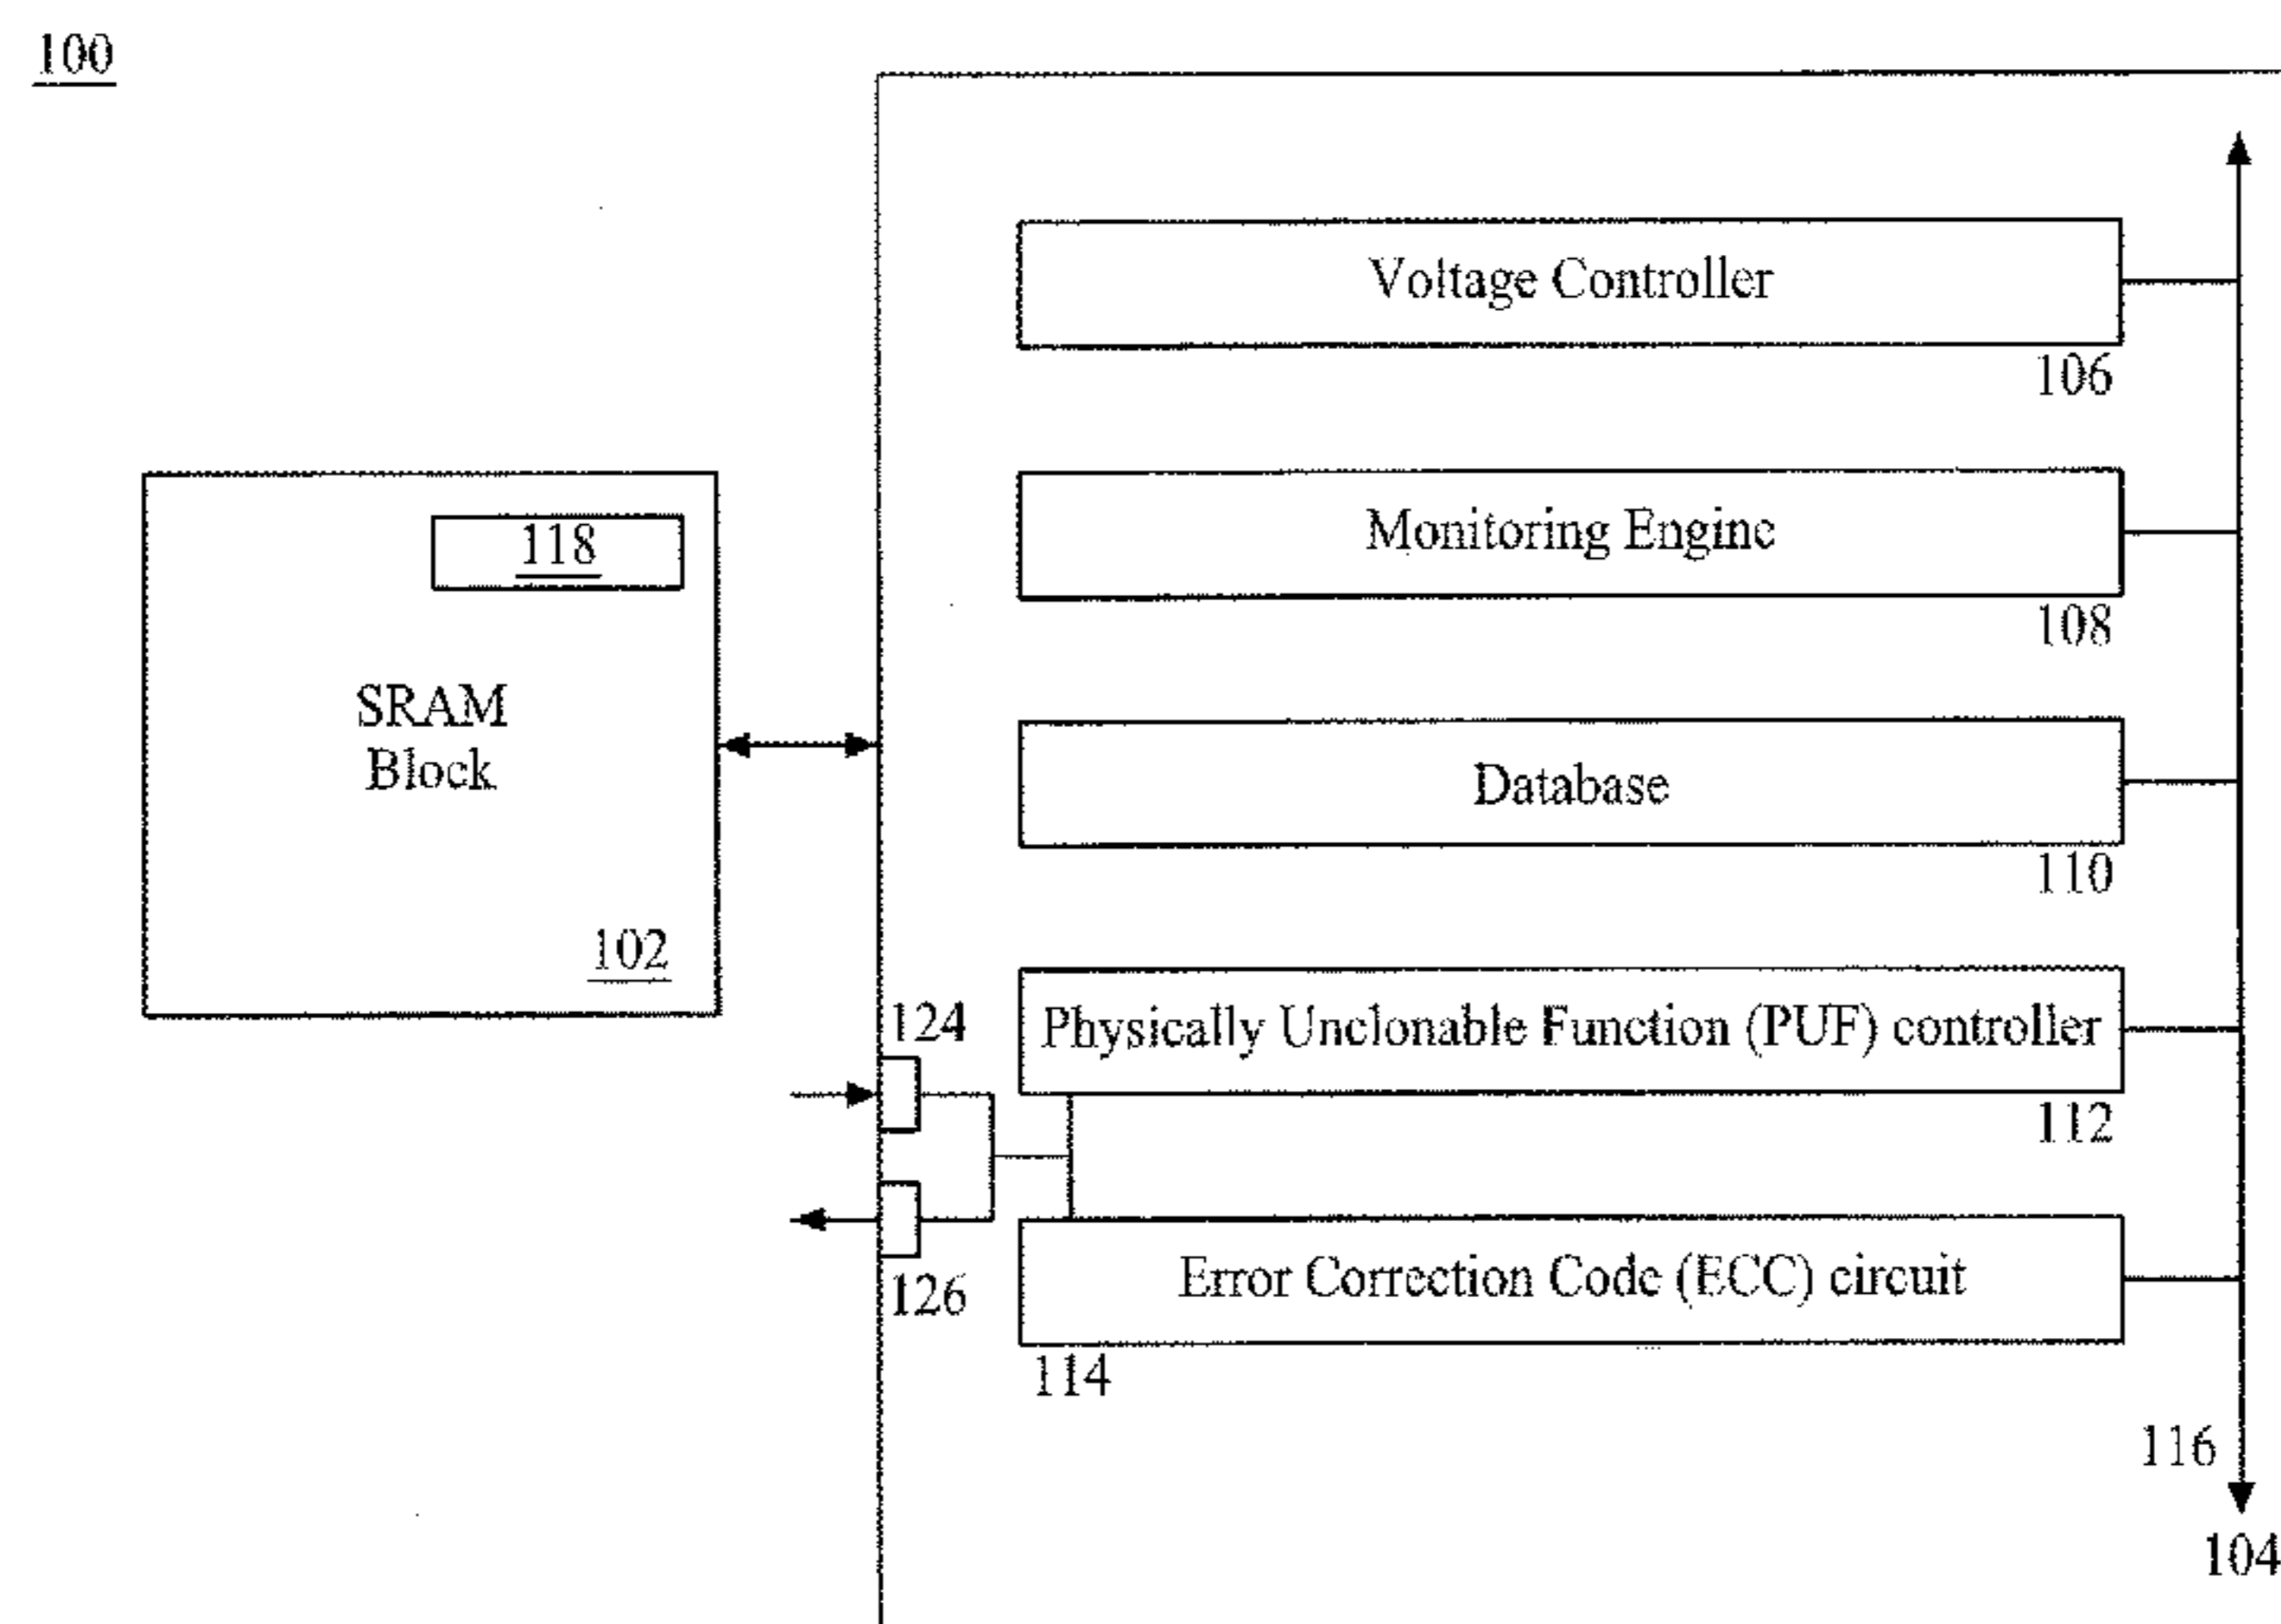 100
Voltage Controller
106
Monitoring Engine
108
118
SRAM
Block
102
Database
110
124
Physically Unclonable Function (PUF) controller
112
126
Error Correction Code (ECC) circuit
114
116
104